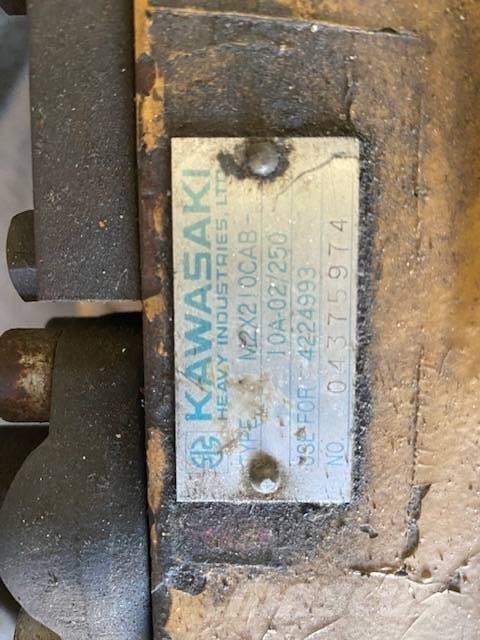 KAWASAKI
HEAVY INDUSTRIES, LTD.
TYPE M2X210CAB-
10A-02/250
USE FOR 4224993
NO. 04375974